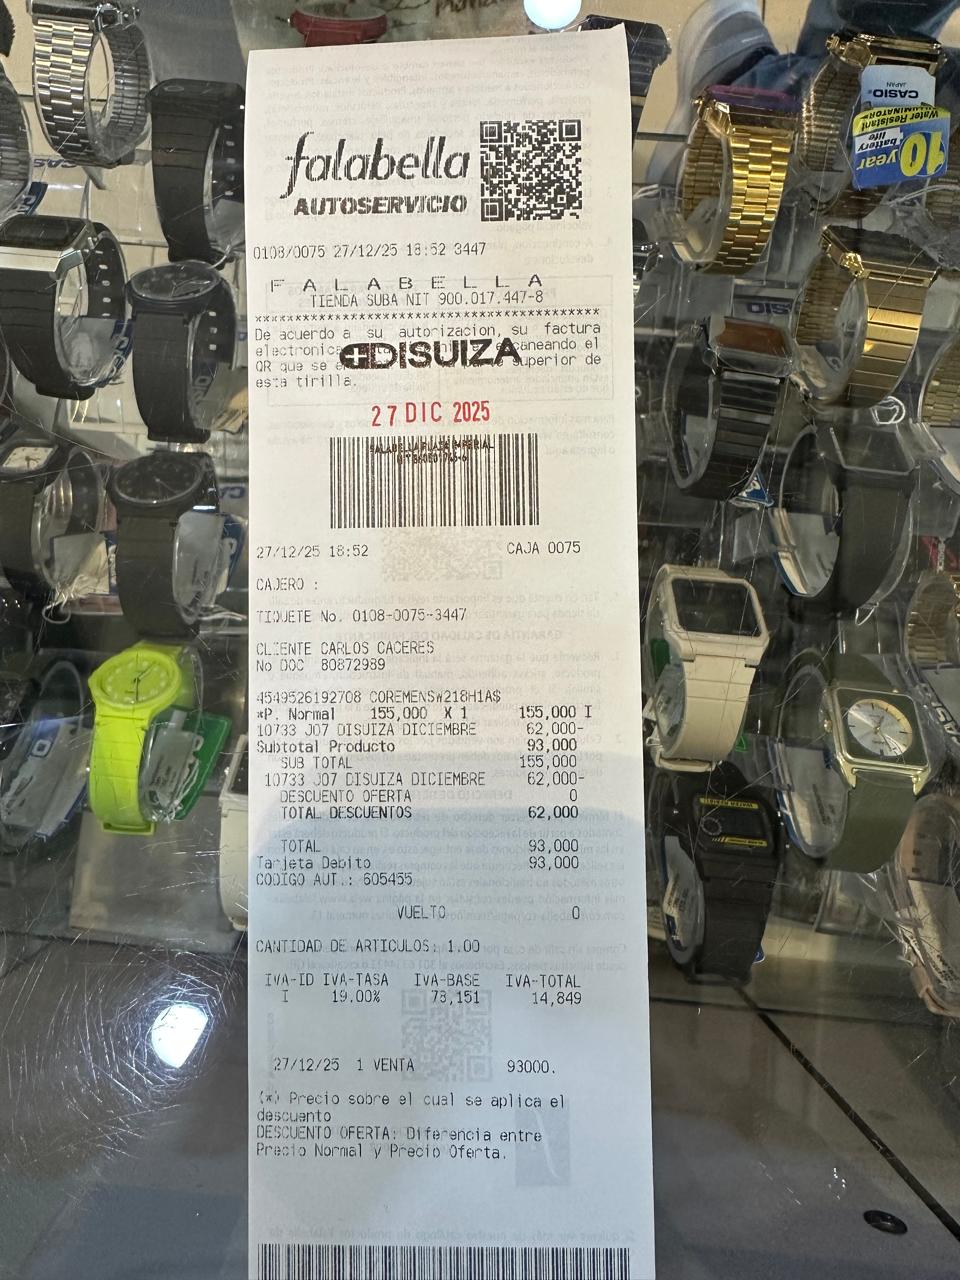 falabella
AUTOSERVICIO
0108/0075 27/12/25 18:52 3447
F A L A B E L L A
TIENDA SUBA NIT 900.017.447-8
****************************************
De acuerdo a su autorizacion, su factura
electronica caneando el
QR que se superior de
esta tirilla.
DISUIZA
27 DIC 2025
FALABELLA PLAZA IMPERIAL
27/12/25 18:52 CAJA 0075
CAJERO :
TIQUETE No. 0108-0075-3447
CLIENTE CARLOS CACERES
No DOC 80872989
4549526192708 COREMENSW218H1A$
*P. Normal 155,000 X 1 155,000 I
10733 J07 DISUIZA DICIEMBRE 62,000-
Subtotal Producto 93,000
SUB TOTAL 155,000
10733 J07 DISUIZA DICIEMBRE 62,000-
DESCUENTO OFERTA 0
TOTAL DESCUENTOS 62,000
TOTAL 93,000
Tarjeta Debito 93,000
CODIGO AUT.: 605455
VUELTO 0
CANTIDAD DE ARTICULOS: 1.00
IVA-ID IVA-TASA IVA-BASE IVA-TOTAL
I 19.00% 78,151 14,849
27/12/25 1 VENTA 93000.
(*) Precio sobre el cual se aplica el
descuento
DESCUENTO OFERTA: Diferencia entre
Precio Normal y Precio Oferta.
CASIO
JAPAN
Water Resistant
ILLUMINATOR
10 year
battery
life